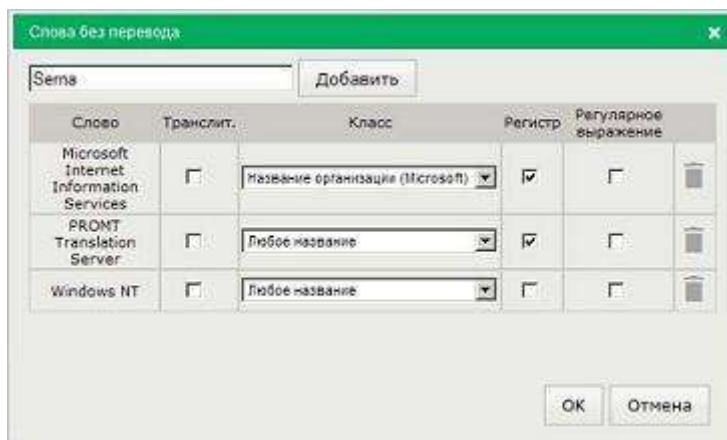 Слова без перевода
Serna
Добавить
Слово Транслит. Класс Регистр Регулярное выражение
Microsoft
Internet
Information
Services
Название организации (Microsoft)
PROMT
Translation
Server
Любое название
Windows NT
Любое название
OK
Отмена